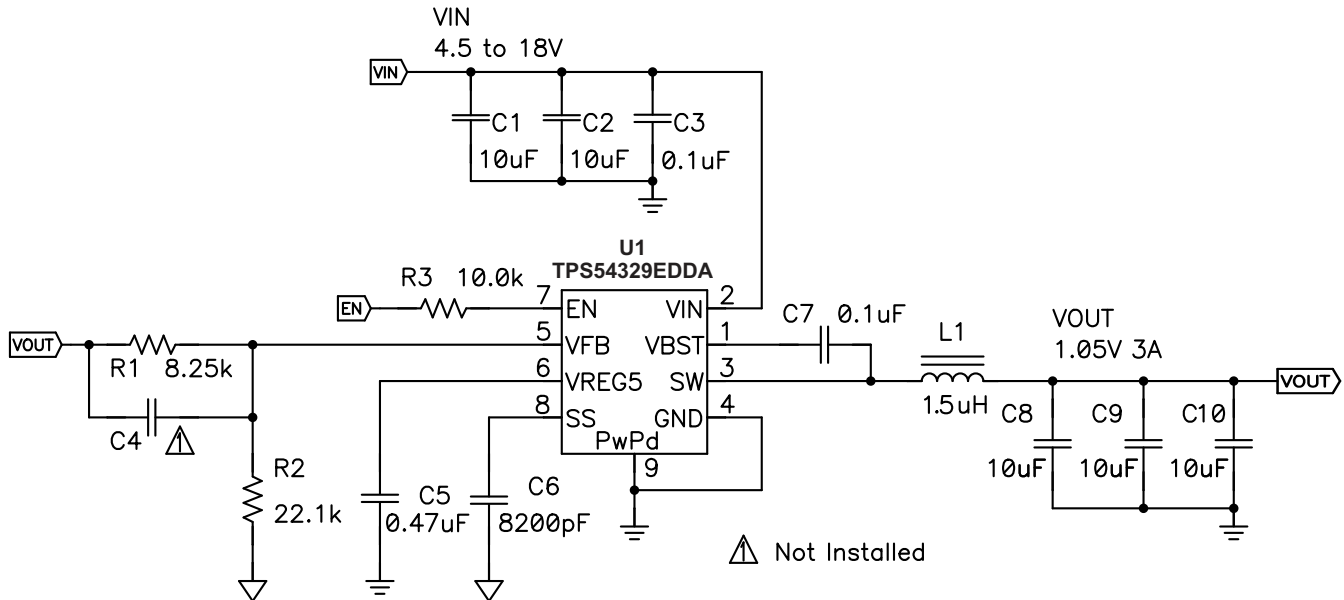 VIN
4.5 to 18V
VIN
C1
C2
C3
10uF
10uF
0.1uF
U1
TPS54329EDDA
R3 10.0k
EN
7
EN
VIN
2
C7 0.1uF
VOUT
R1 8.25k
5
VFB
VBST
1
6
VREG5
SW
3
8
SS
GND
4
PwPd
9
L1
1.5uH
VOUT
1.05V 3A
VOUT
C8
C9
C10
10uF
10uF
10uF
C4
1
R2
22.1k
C5
0.47uF
C6
8200pF
1 Not Installed